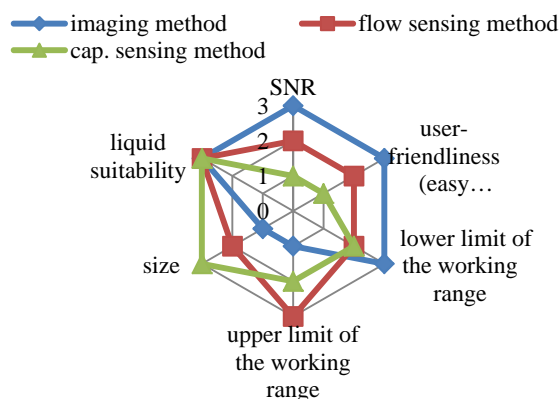 imaging method
flow sensing method
cap. sensing method
SNR
3
2
1
0
user-
friendliness
(easy…
lower limit of
the working
range
upper limit of
the working
range
size
liquid
suitability